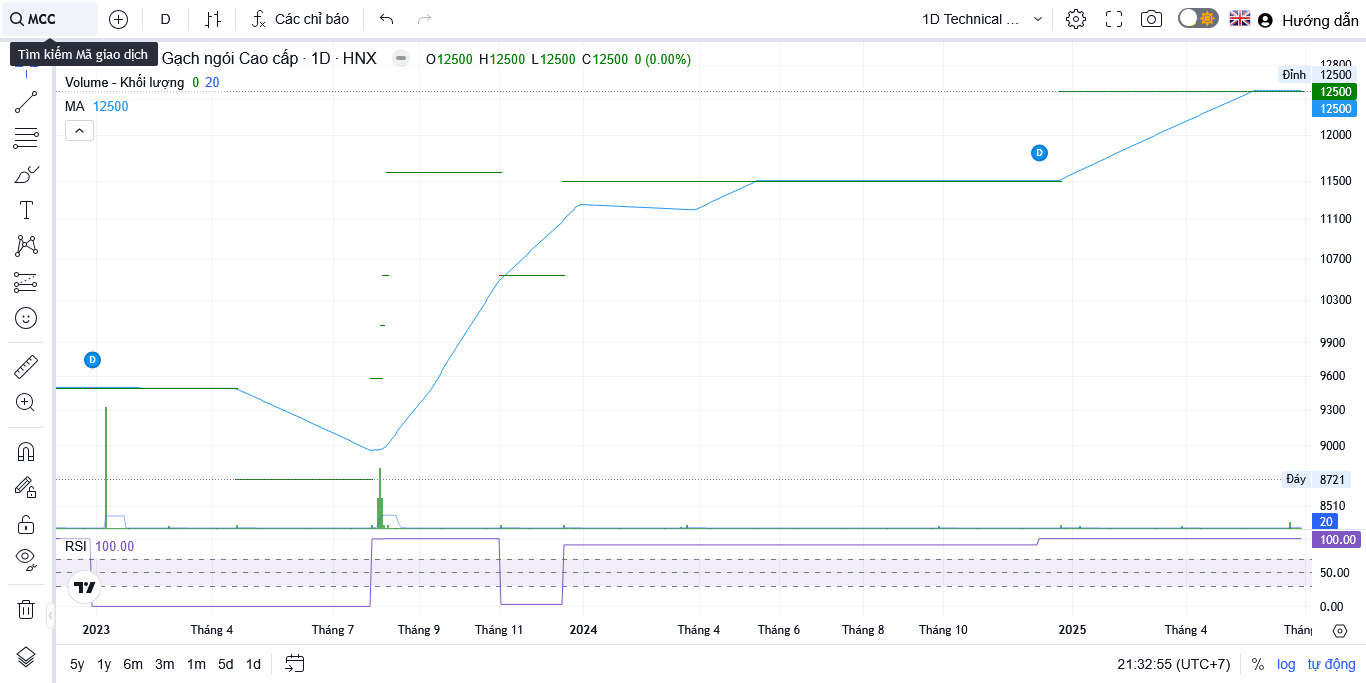 MCC D Các chỉ báo 1D Technical ... Hướng dẫn
Tìm kiếm Mã giao dịch
Gạch ngói Cao cấp · 1D · HNX O12500 H12500 L12500 C12500 0 (0.00%)
Volume - Khối lượng 0 20
MA 12500
12800
Đỉnh 12500
12500
12500
12000
11500
11100
10700
10300
9900
9600
9300
9000
Đáy 8721
8510
20
D
D
RSI 100.00
100.00
50.00
0.00
2023 Tháng 4 Tháng 7 Tháng 9 Tháng 11 2024 Tháng 4 Tháng 6 Tháng 8 Tháng 10 2025 Tháng 4 Thán
5y 1y 6m 3m 1m 5d 1d 21:32:55 (UTC+7) % log tự động